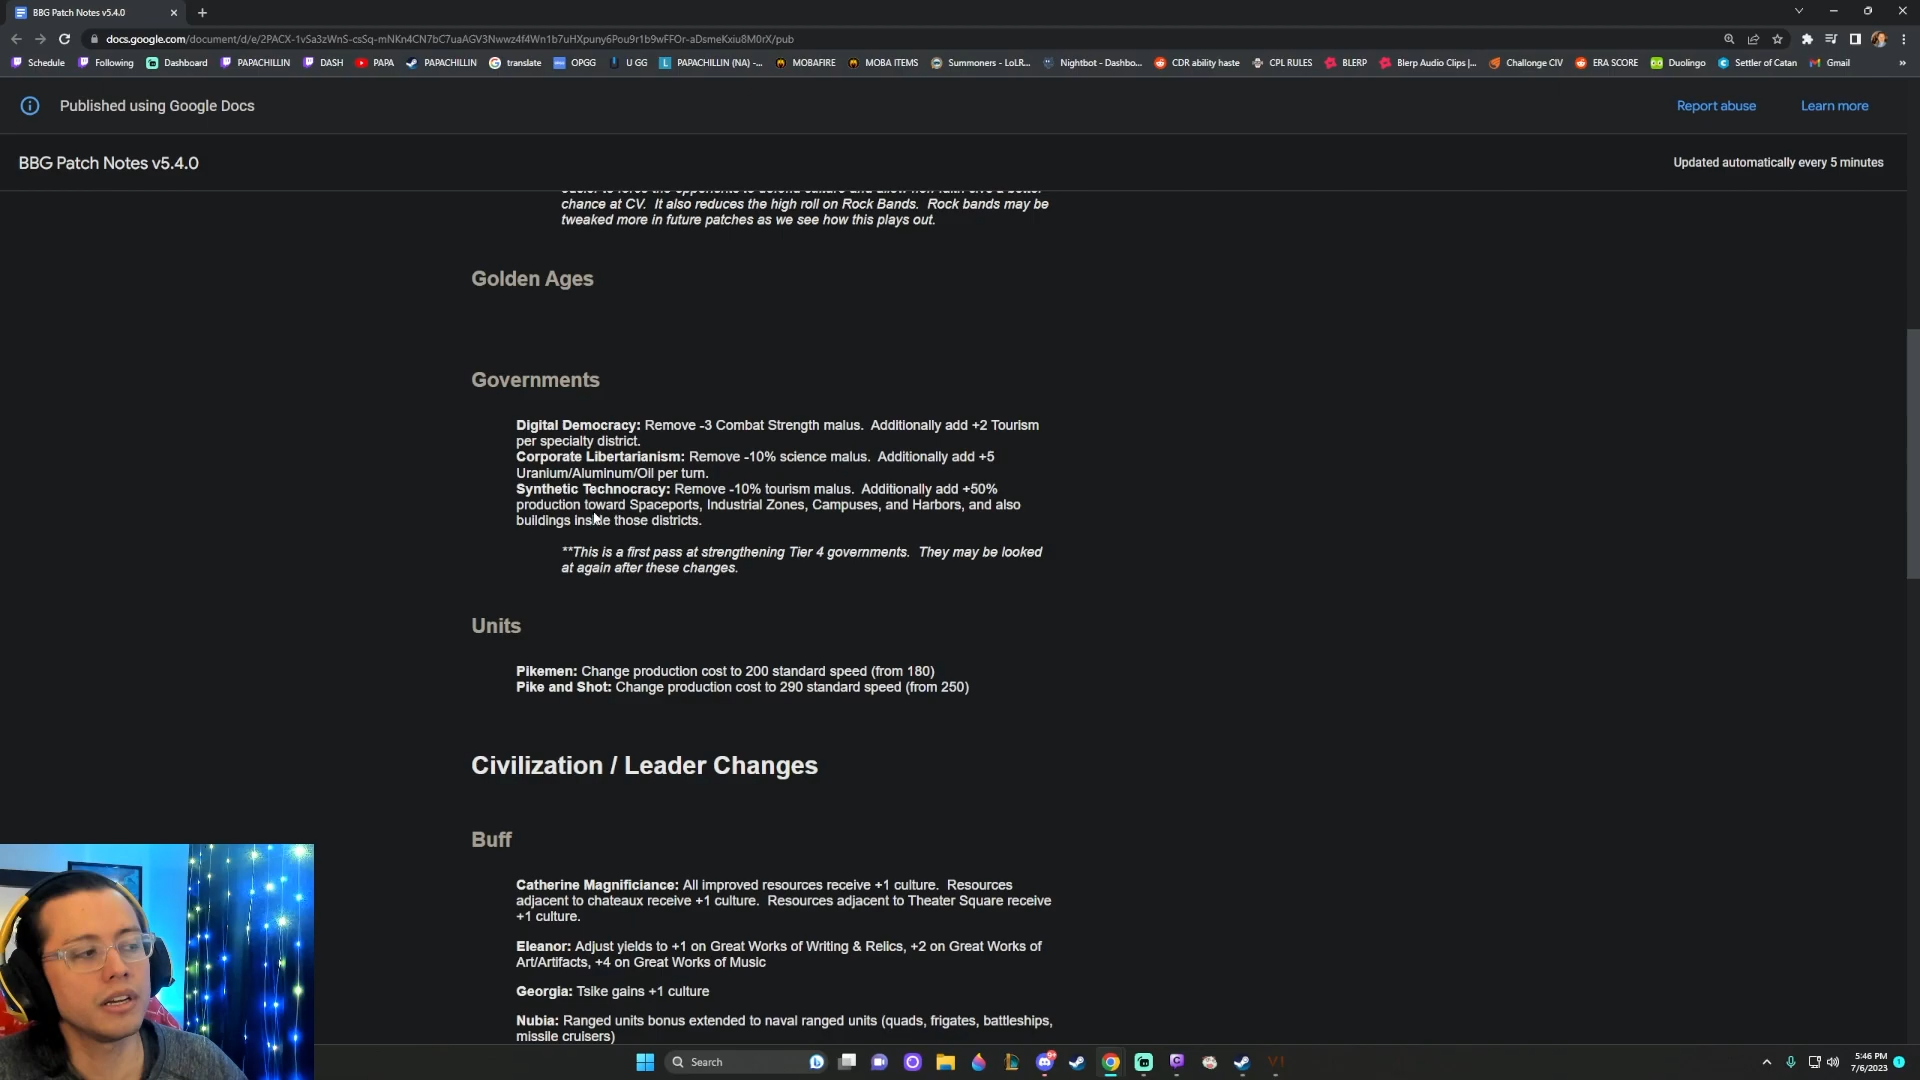 BBG Patch Notes v5.4.0
docs.google.com/document/d/e/2PACX-1vSa3zWnS-csSq-mNKn4CN7bC7uaAGV3Nwwz4f4Wn1b7uHXpuny6Pou9r1b9wFFOr-aDsmeKxiu8M0rX/pub
Schedule Following Dashboard PAPACHILLIN DASH PAPA PAPACHILLIN translate OPGG U GG PAPACHILLIN (NA) -... MOBAFIRE MOBA ITEMS Summoners - LoLR... Nightbot - Dashbo... CDR ability haste CPL RULES BLERP Blerp Audio Clips |... Challonge CIV ERA SCORE Duolingo Settler of Catan Gmail »
Published using Google Docs Report abuse Learn more
BBG Patch Notes v5.4.0 Updated automatically every 5 minutes
chance at CV. It also reduces the high roll on Rock Bands. Rock bands may be
tweaked more in future patches as we see how this plays out.
Golden Ages
Governments
Digital Democracy: Remove -3 Combat Strength malus. Additionally add +2 Tourism
per specialty district.
Corporate Libertarianism: Remove -10% science malus. Additionally add +5
Uranium/Aluminum/Oil per turn.
Synthetic Technocracy: Remove -10% tourism malus. Additionally add +50%
production toward Spaceports, Industrial Zones, Campuses, and Harbors, and also
buildings inside those districts.
**This is a first pass at strengthening Tier 4 governments. They may be looked
at again after these changes.
Units
Pikemen: Change production cost to 200 standard speed (from 180)
Pike and Shot: Change production cost to 290 standard speed (from 250)
Civilization / Leader Changes
Buff
Catherine Magnificiance: All improved resources receive +1 culture. Resources
adjacent to chateaux receive +1 culture. Resources adjacent to Theater Square receive
+1 culture.
Eleanor: Adjust yields to +1 on Great Works of Writing & Relics, +2 on Great Works of
Art/Artifacts, +4 on Great Works of Music
Georgia: Tsike gains +1 culture
Nubia: Ranged units bonus extended to naval ranged units (quads, frigates, battleships,
missile cruisers)
Search
5:46 PM
7/6/2023